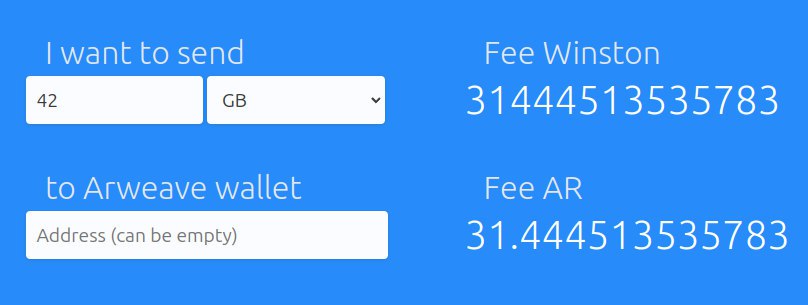 I want to send
42
GB
Fee Winston
31444513535783
to Arweave wallet
Address (can be empty)
Fee AR
31.444513535783